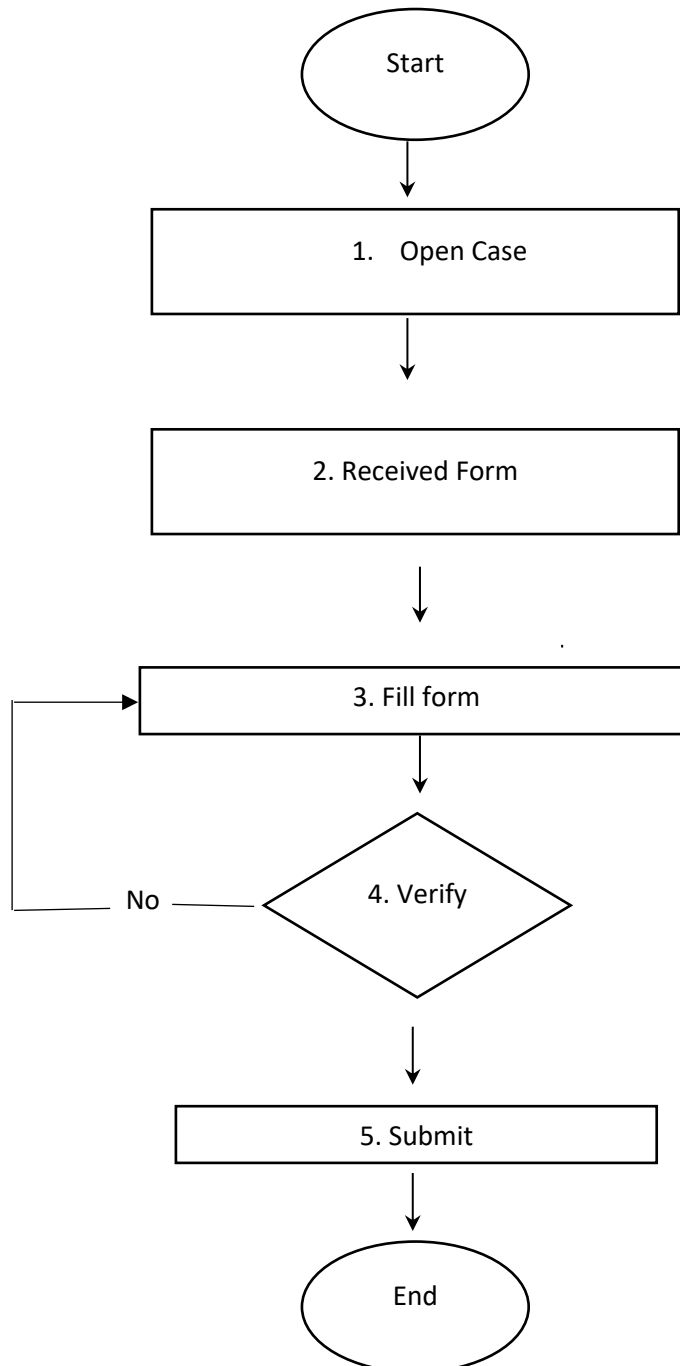 Start
1. Open Case
2. Received Form
3. Fill form
4. Verify
No
5. Submit
End